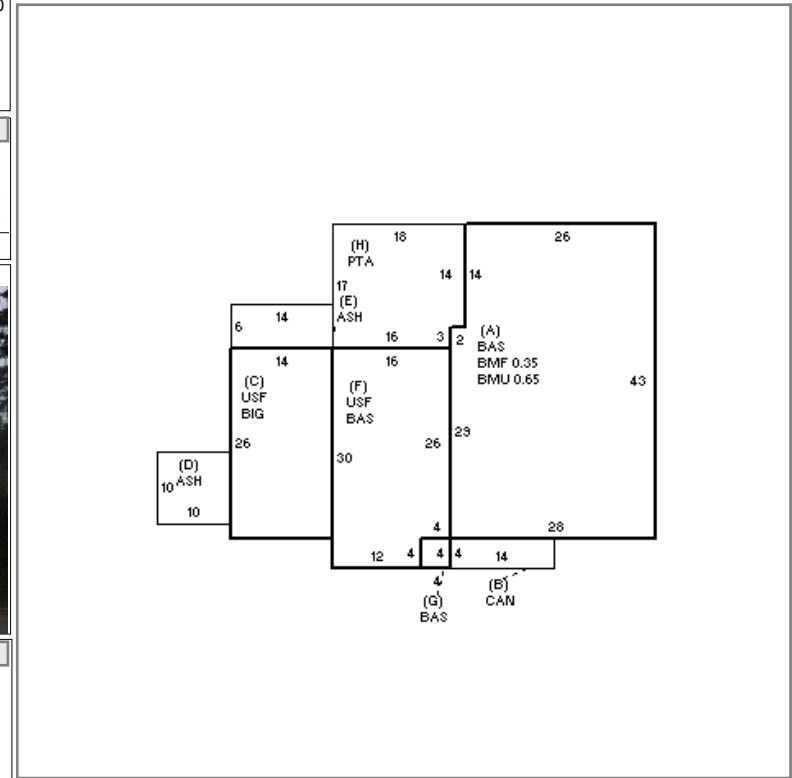 18
26
(H)
PTA
14 14
17
(E)
ASH
14
6
16 3 2
(A)
BAS
BMF 0.35
BMU 0.65
14
16
(C)
USF
BIG
(F)
USF
BAS
43
26
30
26
29
(D)
ASH
10
10
4
28
12 4 4 4 14
4
(G)
BAS
(B)
CAN